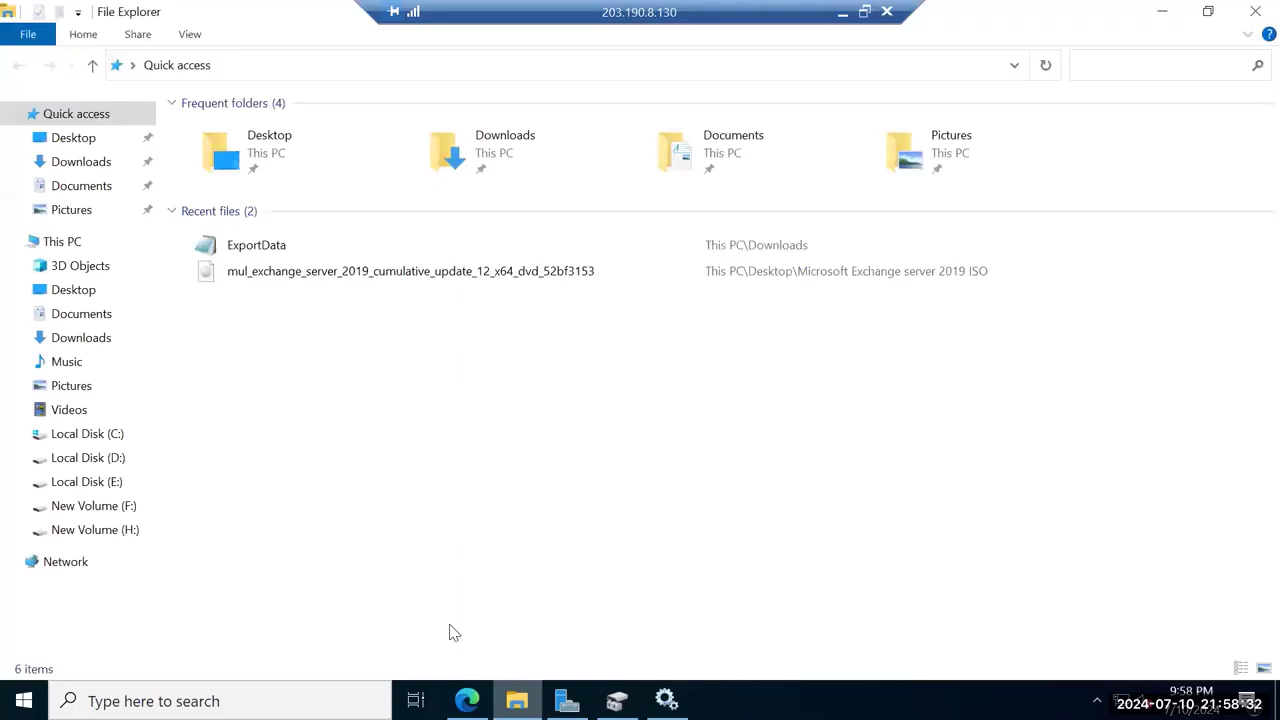 File Explorer
203.190.8.130
File
Home
Share
View
Quick access
Quick access
Desktop
Downloads
Documents
Pictures
This PC
3D Objects
Desktop
Documents
Downloads
Music
Pictures
Videos
Local Disk (C:)
Local Disk (D:)
Local Disk (E:)
New Volume (F:)
New Volume (H:)
Network
Frequent folders (4)
Desktop
This PC
Downloads
This PC
Documents
This PC
Pictures
This PC
Recent files (2)
ExportData
This PC\Downloads
mul_exchange_server_2019_cumulative_update_12_x64_dvd_52bf3153
This PC\Desktop\Microsoft Exchange server 2019 ISO
6 items
Type here to search
9:58 PM
2024-07-10 21:58:32
7/10/2024